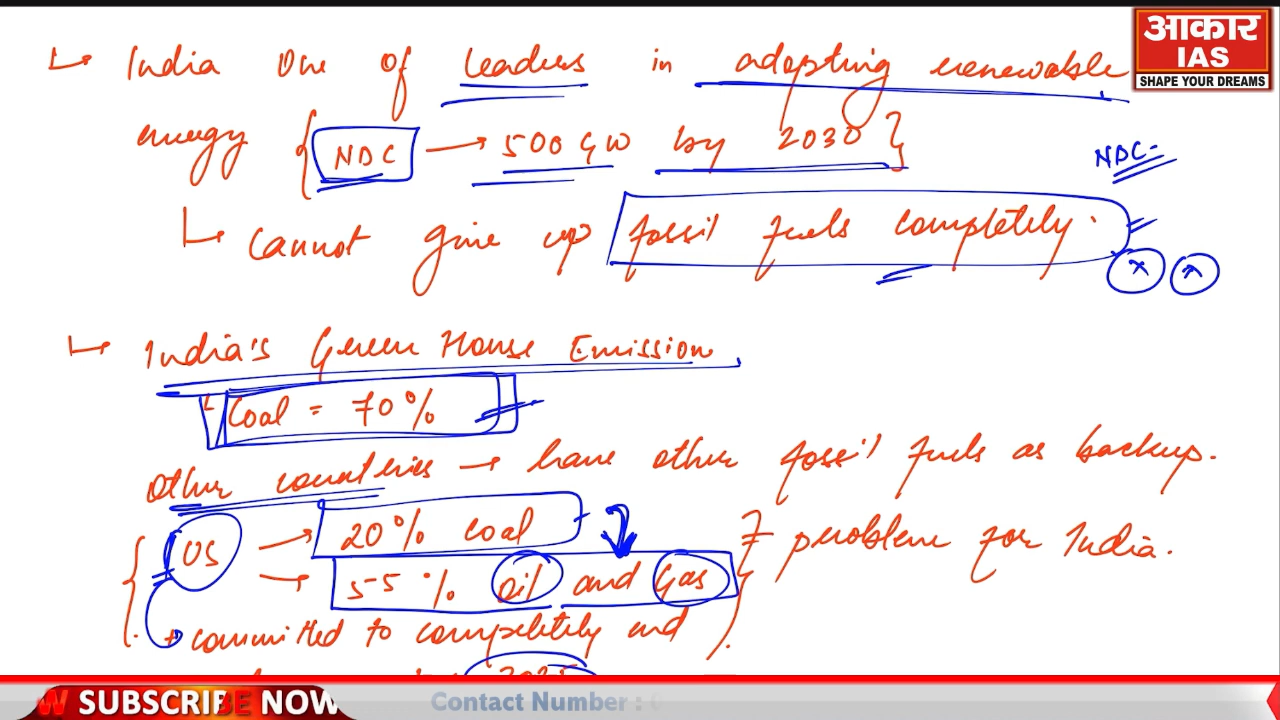 आकार
IAS
SHAPE YOUR DREAMS
India one of leaders in adopting renewable
energy { NDC → 500 GW by 2030 }
NDC
cannot give up fossil fuels completely.
India's Green House Emission
Coal = 70%
Other countries → have other fossil fuels as backup.
US → 20% coal
→ 55% oil and Gas
problem for India.
committed to completely end
SUBSCRIBE NOW
Contact Number :